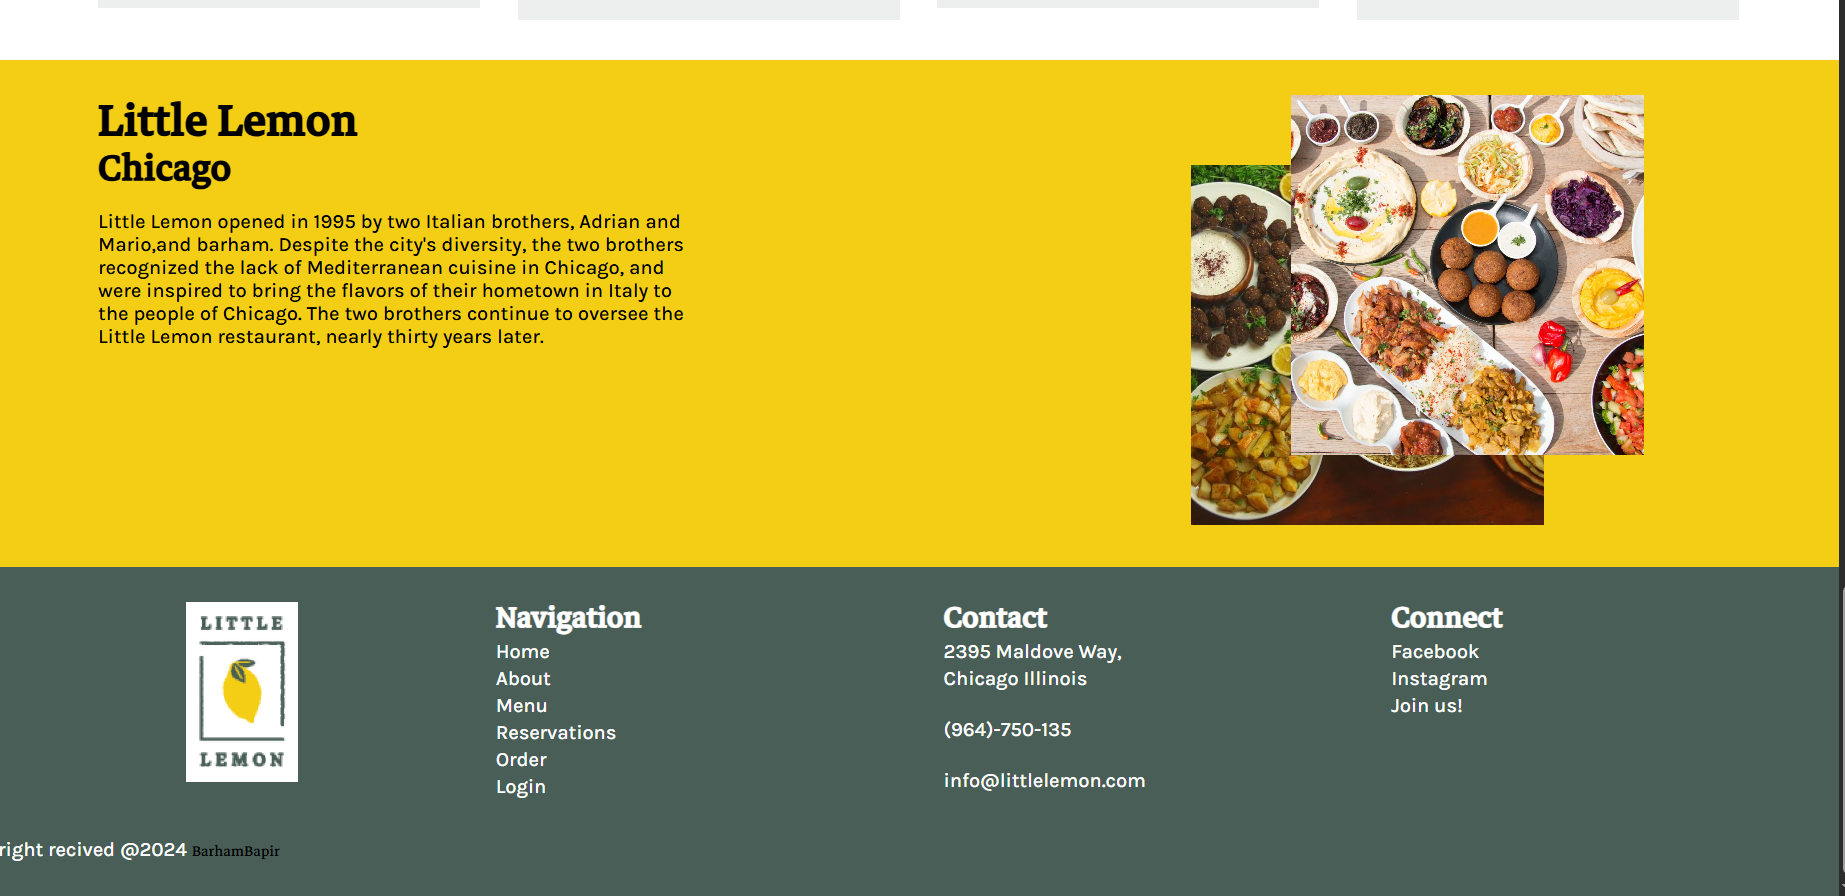 Little Lemon
Chicago
Little Lemon opened in 1995 by two Italian brothers, Adrian and
Mario,and barham. Despite the city's diversity, the two brothers
recognized the lack of Mediterranean cuisine in Chicago, and
were inspired to bring the flavors of their hometown in Italy to
the people of Chicago. The two brothers continue to oversee the
Little Lemon restaurant, nearly thirty years later.
LITTLE
LEMON
Navigation
Home
About
Menu
Reservations
Order
Login
Contact
2395 Maldove Way,
Chicago Illinois
(964)-750-135
info@littlelemon.com
Connect
Facebook
Instagram
Join us!
right recived @2024 BarhamBapir